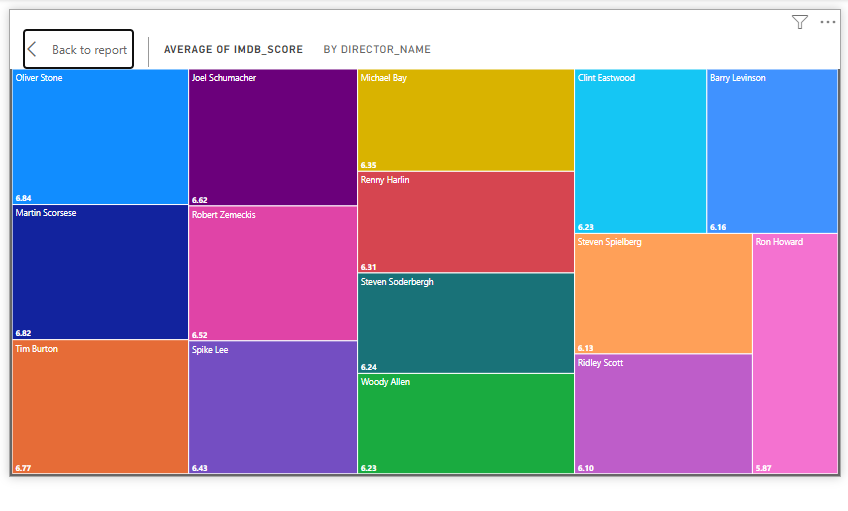 Back to report
AVERAGE OF IMDB_SCORE
BY DIRECTOR_NAME
Oliver Stone
6.84
Martin Scorsese
6.82
Tim Burton
6.77
Joel Schumacher
6.62
Robert Zemeckis
6.52
Spike Lee
6.43
Michael Bay
6.35
Renny Harlin
6.31
Steven Soderbergh
6.24
Woody Allen
6.23
Clint Eastwood
6.23
Barry Levinson
6.16
Steven Spielberg
6.13
Ridley Scott
6.10
Ron Howard
5.87